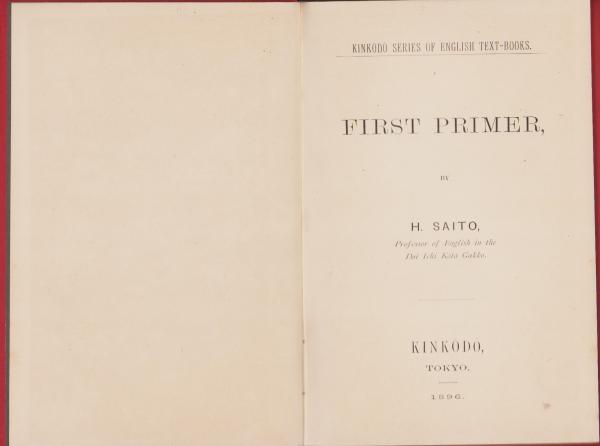 KINKODO SERIES OF ENGLISH TEXT-BOOKS.
FIRST PRIMER,
BY
H. SAITO,
Professor of English in the
Dai Ichi Koto Gakko.
KINKŌDŌ,
TOKYO.
1896.